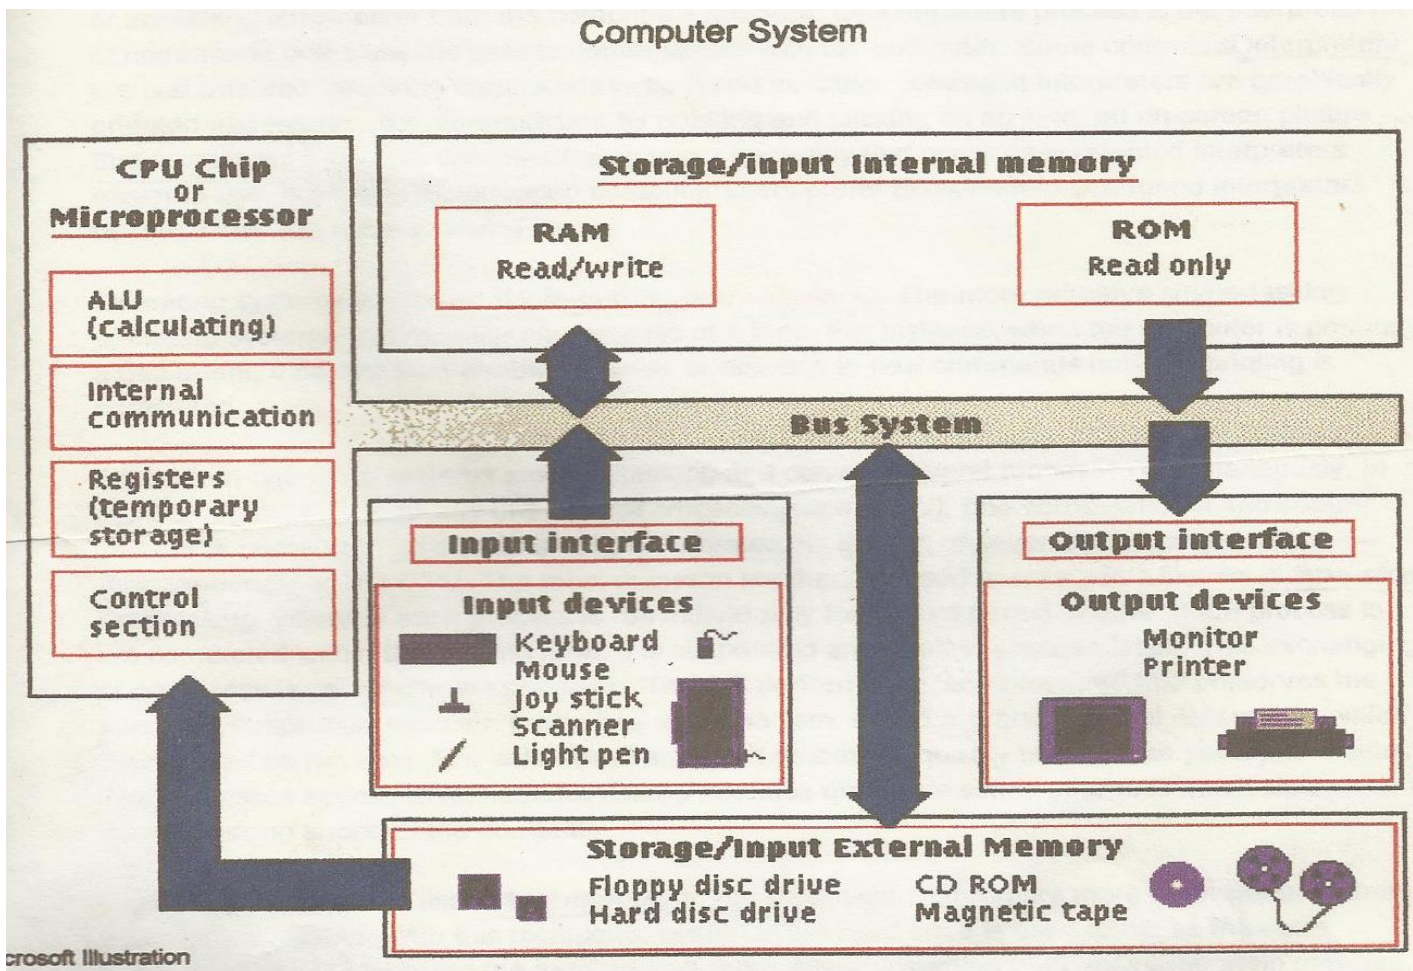 Computer System
CPU Chip
or
Microprocessor
ALU
(calculating)
Internal
communication
Registers
(temporary
storage)
Control
section
Storage/input Internal memory
RAM
Read/write
ROM
Read only
Bus System
Input interface
Input devices
Keyboard
Mouse
Joy stick
Scanner
Light pen
Output interface
Output devices
Monitor
Printer
Storage/Input External Memory
Floppy disc drive
Hard disc drive
CD ROM
Magnetic tape
crosoft Illustration